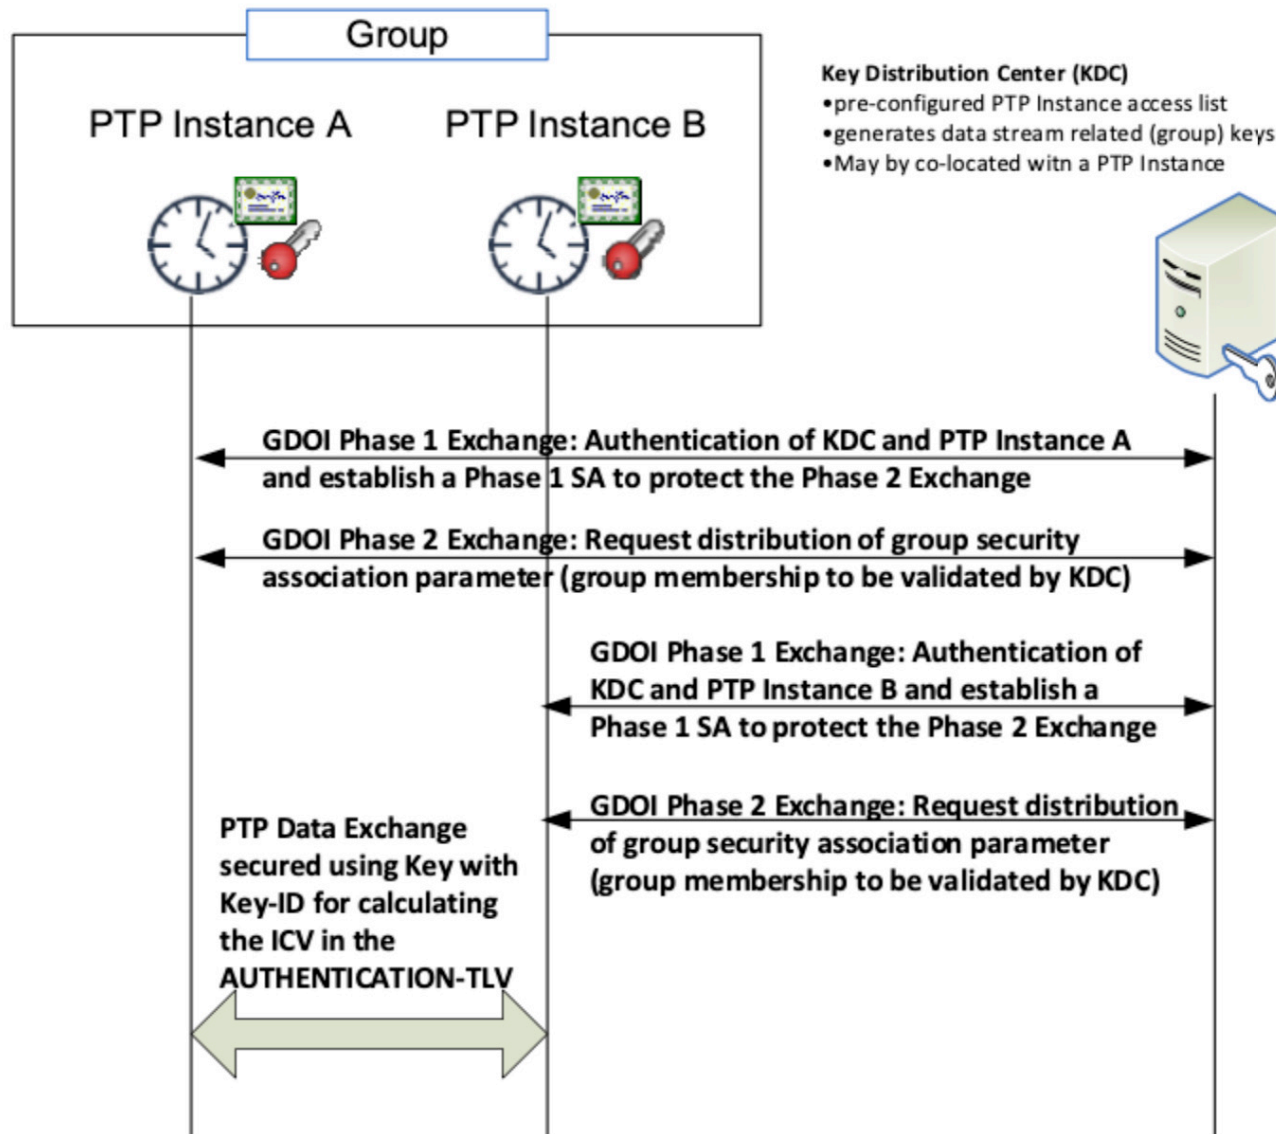 Group
PTP Instance A
PTP Instance B
Key Distribution Center (KDC)
•pre-configured PTP Instance access list
•generates data stream related (group) keys
•May by co-located witn a PTP Instance
GDOI Phase 1 Exchange: Authentication of KDC and PTP Instance A
and establish a Phase 1 SA to protect the Phase 2 Exchange
GDOI Phase 2 Exchange: Request distribution of group security
association parameter (group membership to be validated by KDC)
GDOI Phase 1 Exchange: Authentication of
KDC and PTP Instance B and establish a
Phase 1 SA to protect the Phase 2 Exchange
GDOI Phase 2 Exchange: Request distribution
of group security association parameter
(group membership to be validated by KDC)
PTP Data Exchange
secured using Key with
Key-ID for calculating
the ICV in the
AUTHENTICATION-TLV